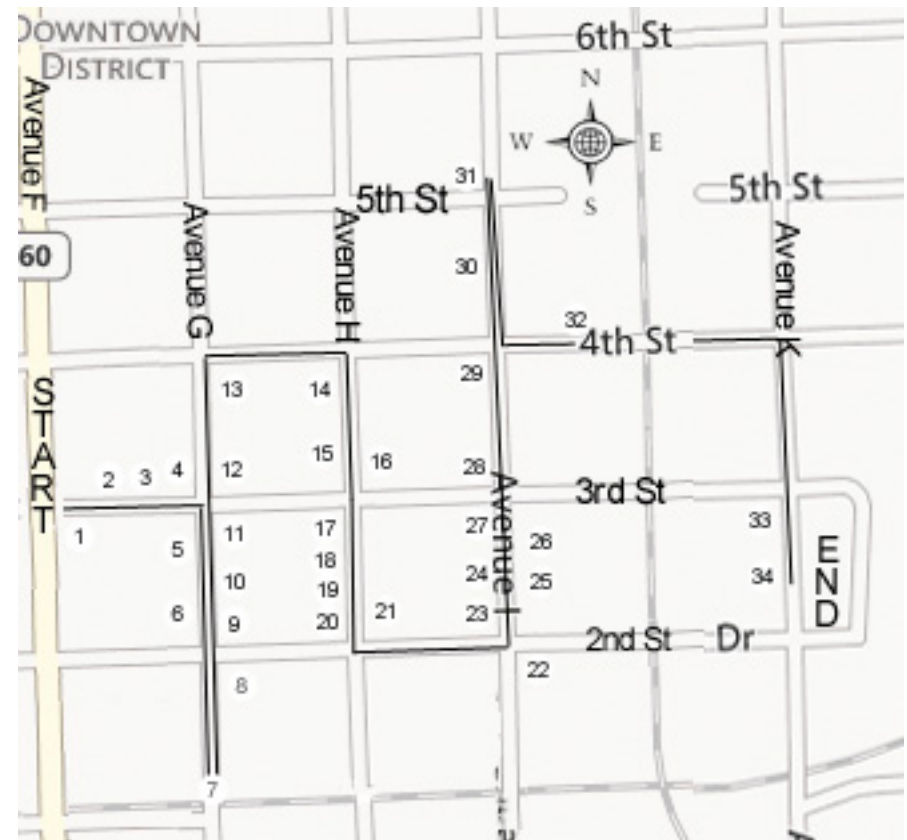 DOWNTOWN
DISTRICT
6th St
N
W E
S
Avenue F
31
5th St
5th St
60
Avenue G
Avenue H
Avenue K
30
32
4th St
START
13 14 29
2 3 4 12 15 16 28
Avenue I
3rd St
1 5 11 17 27 26 33
18
10 19 24 25 34
END
6 9 20 21 23
2nd St Dr
8 22
7